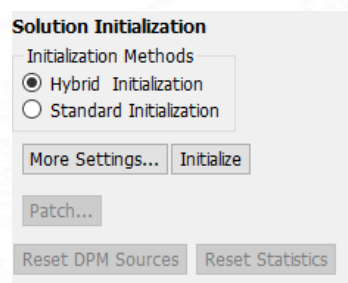 Solution Initialization
Initialization Methods
Hybrid Initialization
Standard Initialization
More Settings... Initialize
Patch...
Reset DPM Sources Reset Statistics